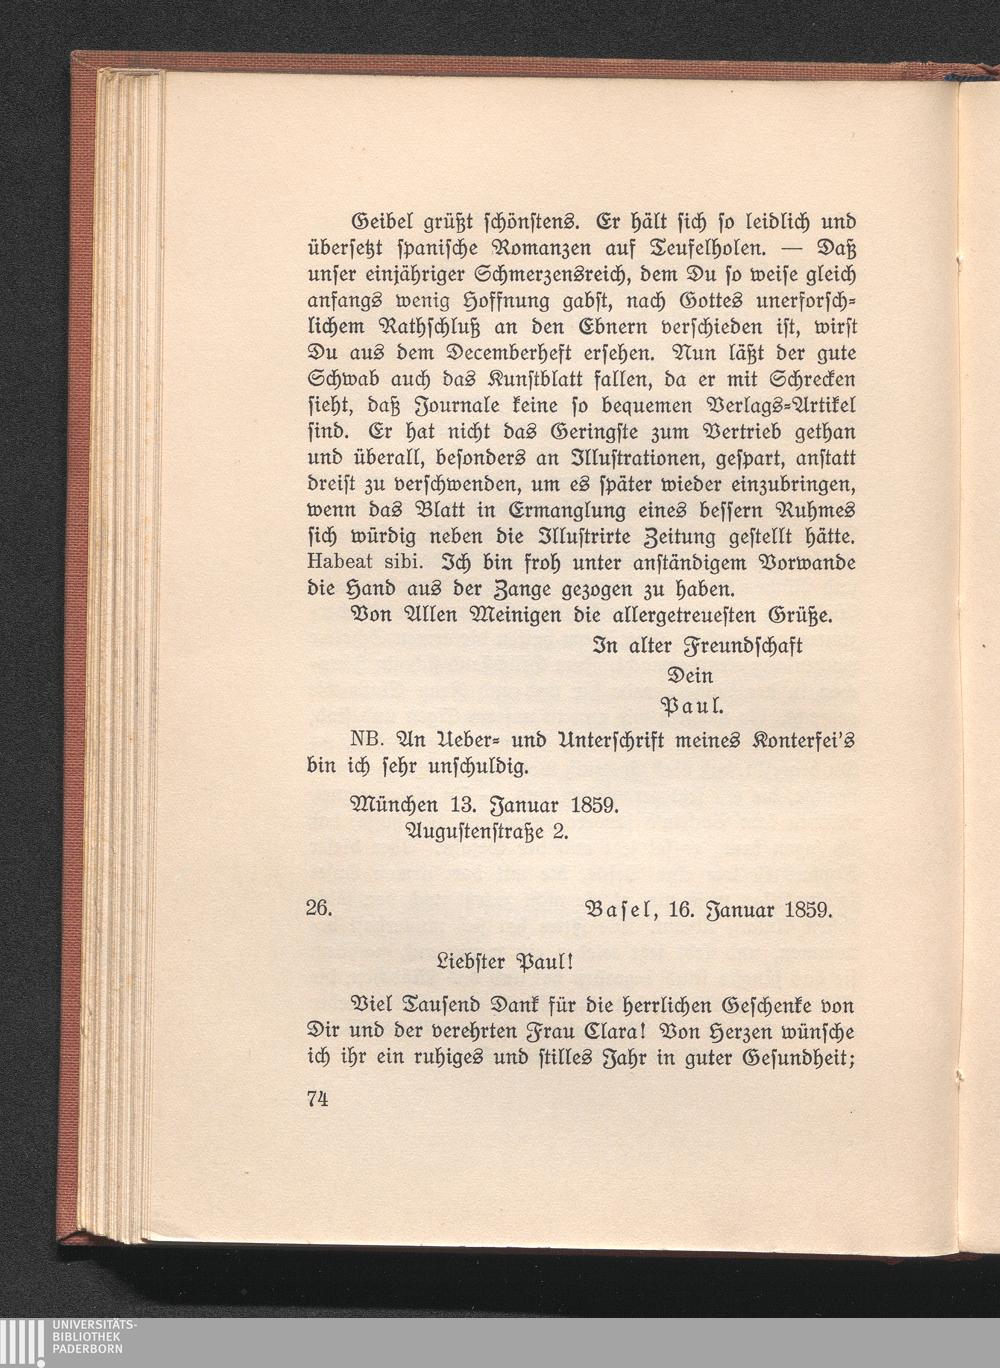 Geibel grüßt schönstens. Er hält sich so leidlich und
übersetzt spanische Romanzen auf Teufelholen. — Daß
unser einjähriger Schmerzensreich, dem Du so weise gleich
anfangs wenig Hoffnung gabst, nach Gottes unerforsch-
lichem Rathschluß an den Ebnern verschieden ist, wirst
Du aus dem Decemberheft ersehen. Nun läßt der gute
Schwab auch das Kunstblatt fallen, da er mit Schrecken
sieht, daß Journale keine so bequemen Verlags-Artikel
sind. Er hat nicht das Geringste zum Vertrieb gethan
und überall, besonders an Illustrationen, gespart, anstatt
dreist zu verschwenden, um es später wieder einzubringen,
wenn das Blatt in Ermanglung eines bessern Ruhmes
sich würdig neben die Illustrirte Zeitung gestellt hätte.
Habeat sibi. Ich bin froh unter anständigem Vorwande
die Hand aus der Zange gezogen zu haben.
Von Allen Meinigen die allergetreuesten Grüße.
In alter Freundschaft
Dein
Paul.
NB. An Ueber- und Unterschrift meines Konterfei's
bin ich sehr unschuldig.
München 13. Januar 1859.
Augustenstraße 2.
26. Basel, 16. Januar 1859.
Liebster Paul!
Viel Tausend Dank für die herrlichen Geschenke von
Dir und der verehrten Frau Clara! Von Herzen wünsche
ich ihr ein ruhiges und stilles Jahr in guter Gesundheit;
74
UNIVERSITÄTS-
BIBLIOTHEK
PADERBORN